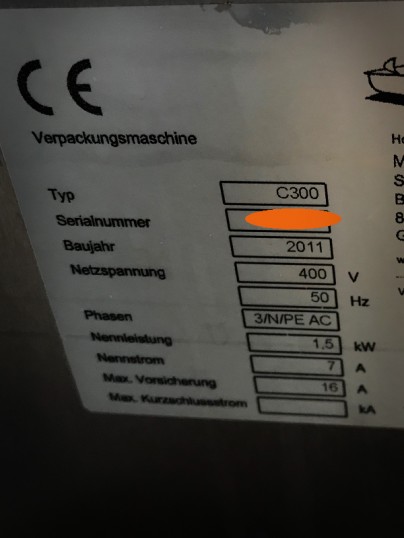 CE
Verpackungsmaschine
Typ C300
Serialnummer
Baujahr 2011
Netzspannung 400 V
50 Hz
Phasen 3/N/PE AC
Nennleistung 1,5 kW
Nennstrom 7 A
Max. Vorsicherung 16 A
Max. Kurzschlussstrom kA